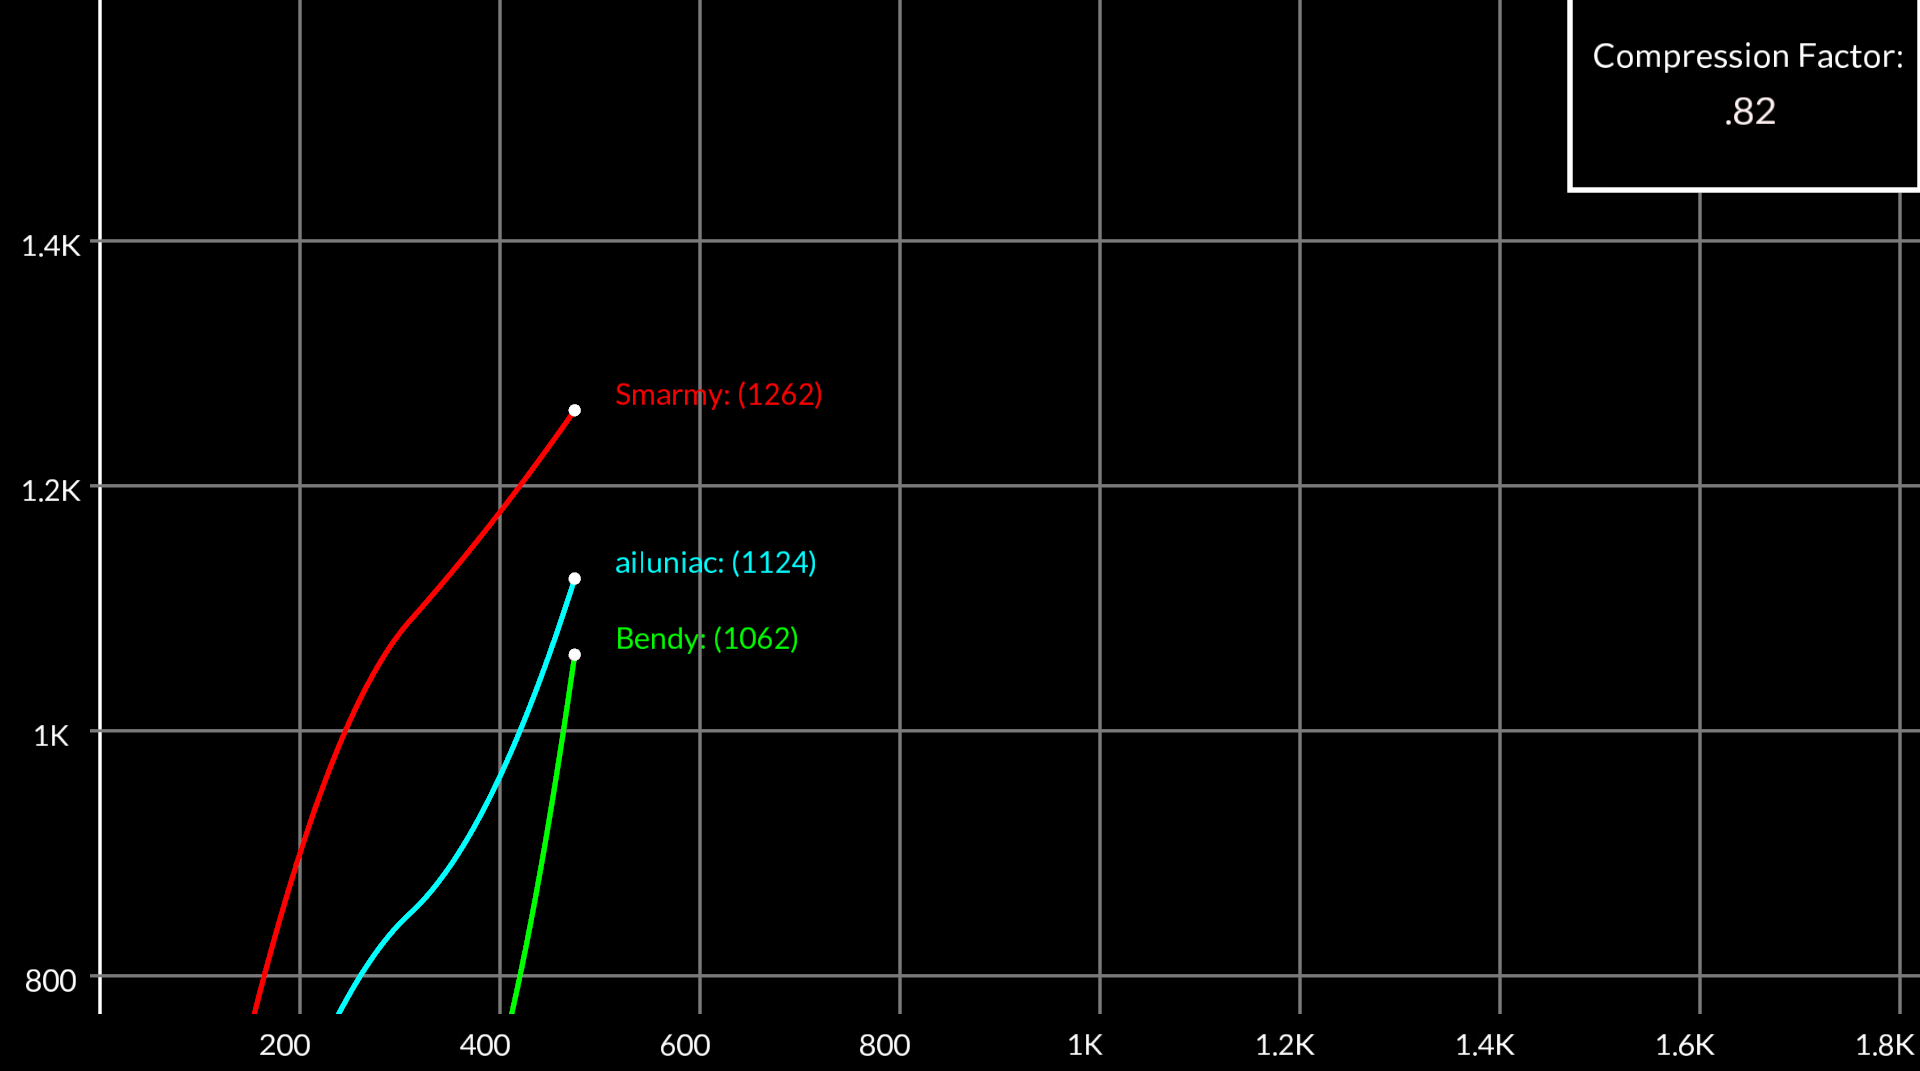 Compression Factor:
.82
1.4K
Smarmy: (1262)
1.2K
ailuniac: (1124)
Bendy: (1062)
1K
800
200 400 600 800 1K 1.2K 1.4K 1.6K 1.8K